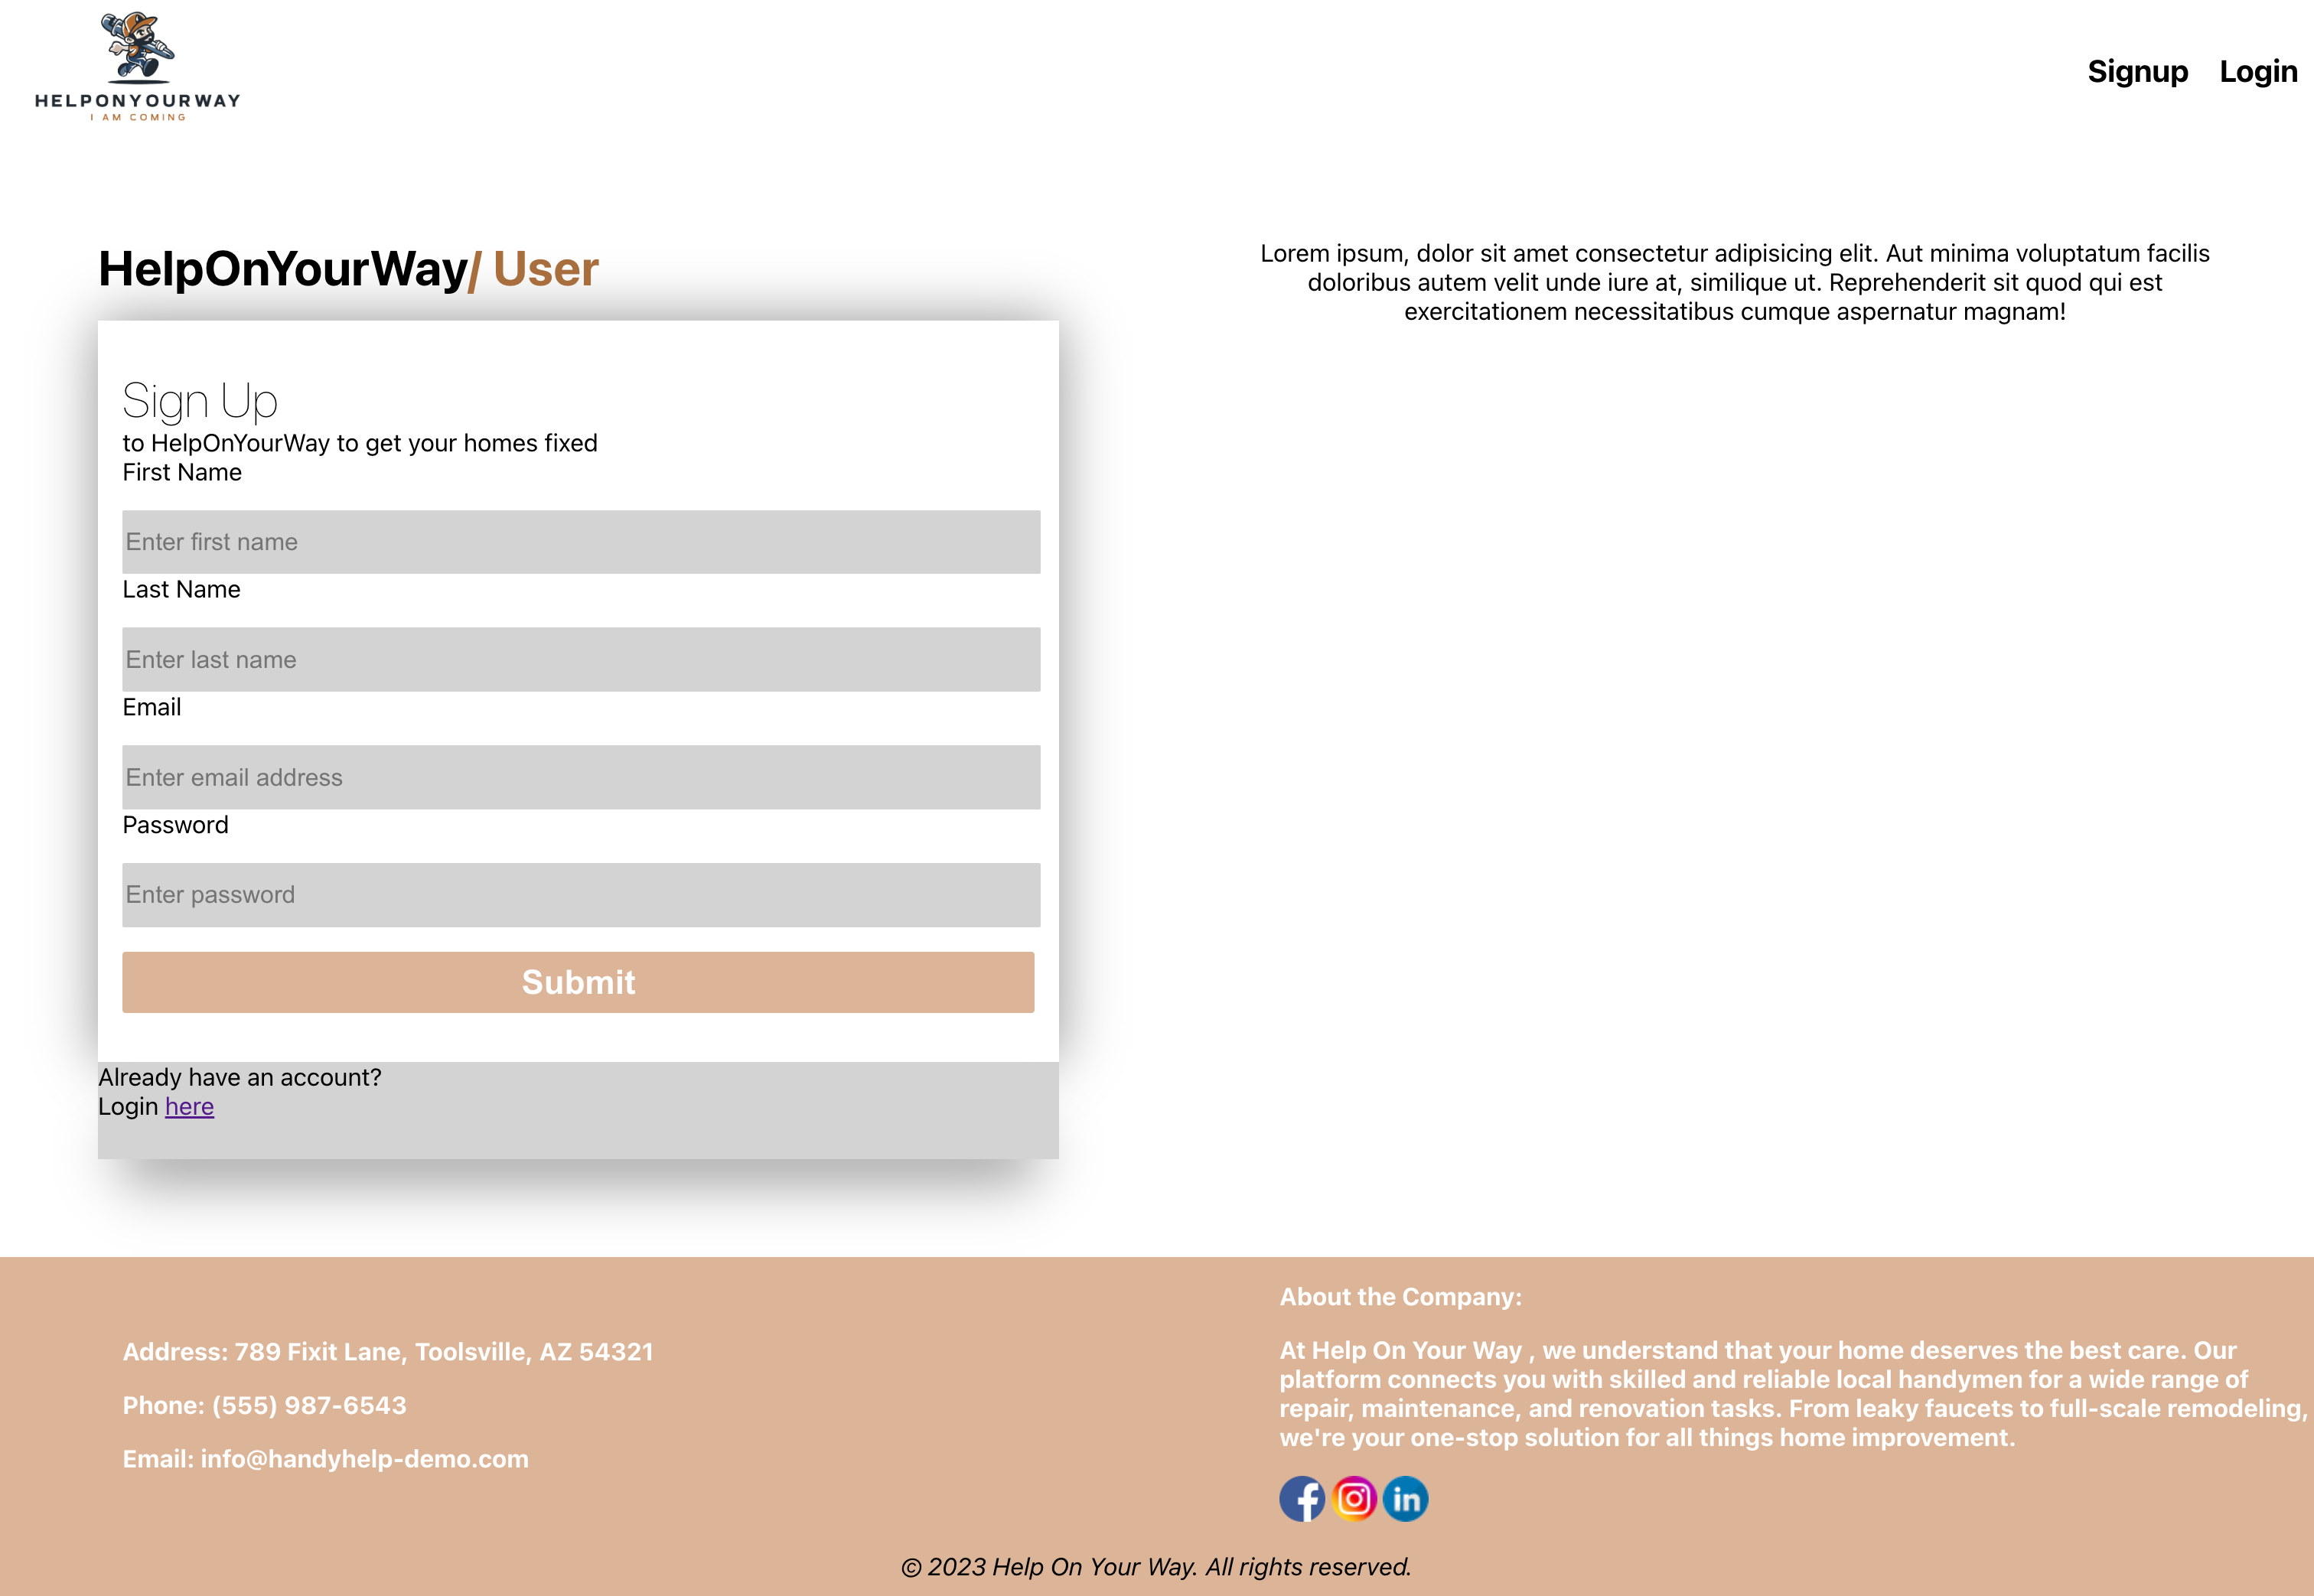 HELPONYOURWAY
I AM COMING
Signup
Login
HelpOnYourWay/ User
Sign Up
to HelpOnYourWay to get your homes fixed
First Name
Enter first name
Last Name
Enter last name
Email
Enter email address
Password
Enter password
Submit
Already have an account?
Login here
Lorem ipsum, dolor sit amet consectetur adipisicing elit. Aut minima voluptatum facilis
doloribus autem velit unde iure at, similique ut. Reprehenderit sit quod qui est
exercitationem necessitatibus cumque aspernatur magnam!
Address: 789 Fixit Lane, Toolsville, AZ 54321
Phone: (555) 987-6543
Email: info@handyhelp-demo.com
About the Company:
At Help On Your Way , we understand that your home deserves the best care. Our
platform connects you with skilled and reliable local handymen for a wide range of
repair, maintenance, and renovation tasks. From leaky faucets to full-scale remodeling,
we're your one-stop solution for all things home improvement.
© 2023 Help On Your Way. All rights reserved.